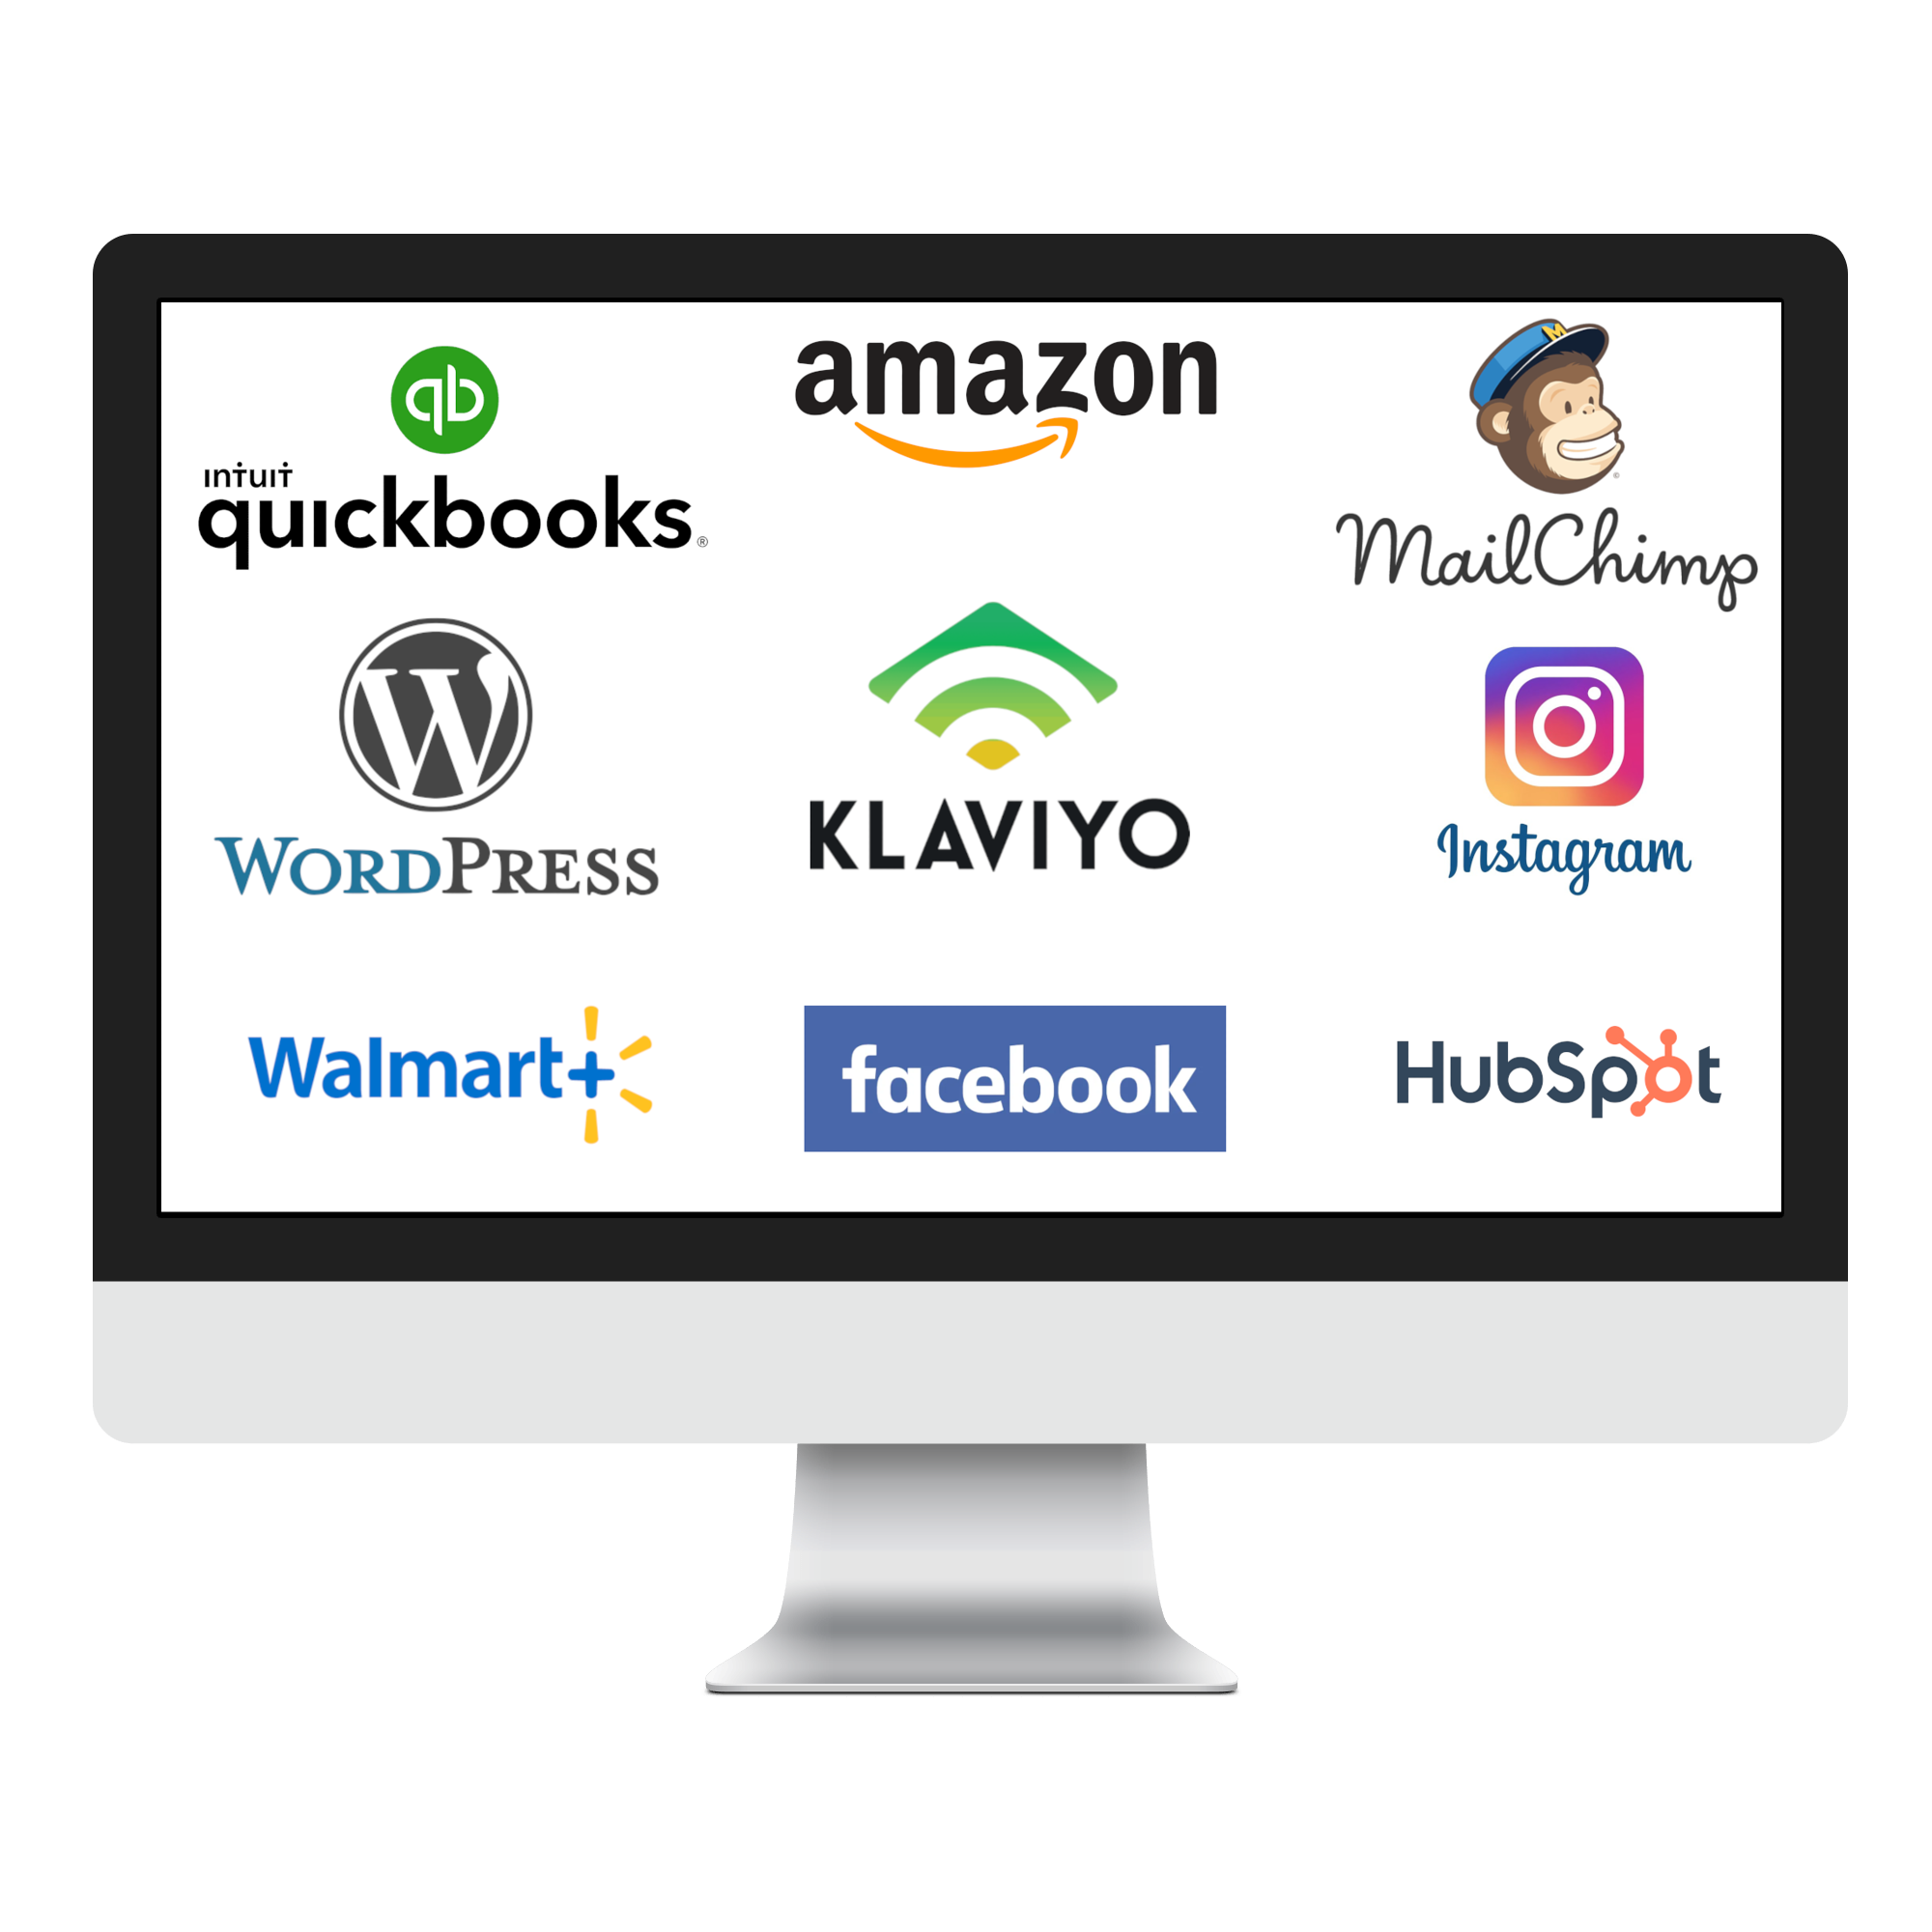 intuit
quickbooks®
amazon
M
MailChimp
®
WORDPRESS
KLAVIYO
Instagram
Walmart+
facebook
HubSpot